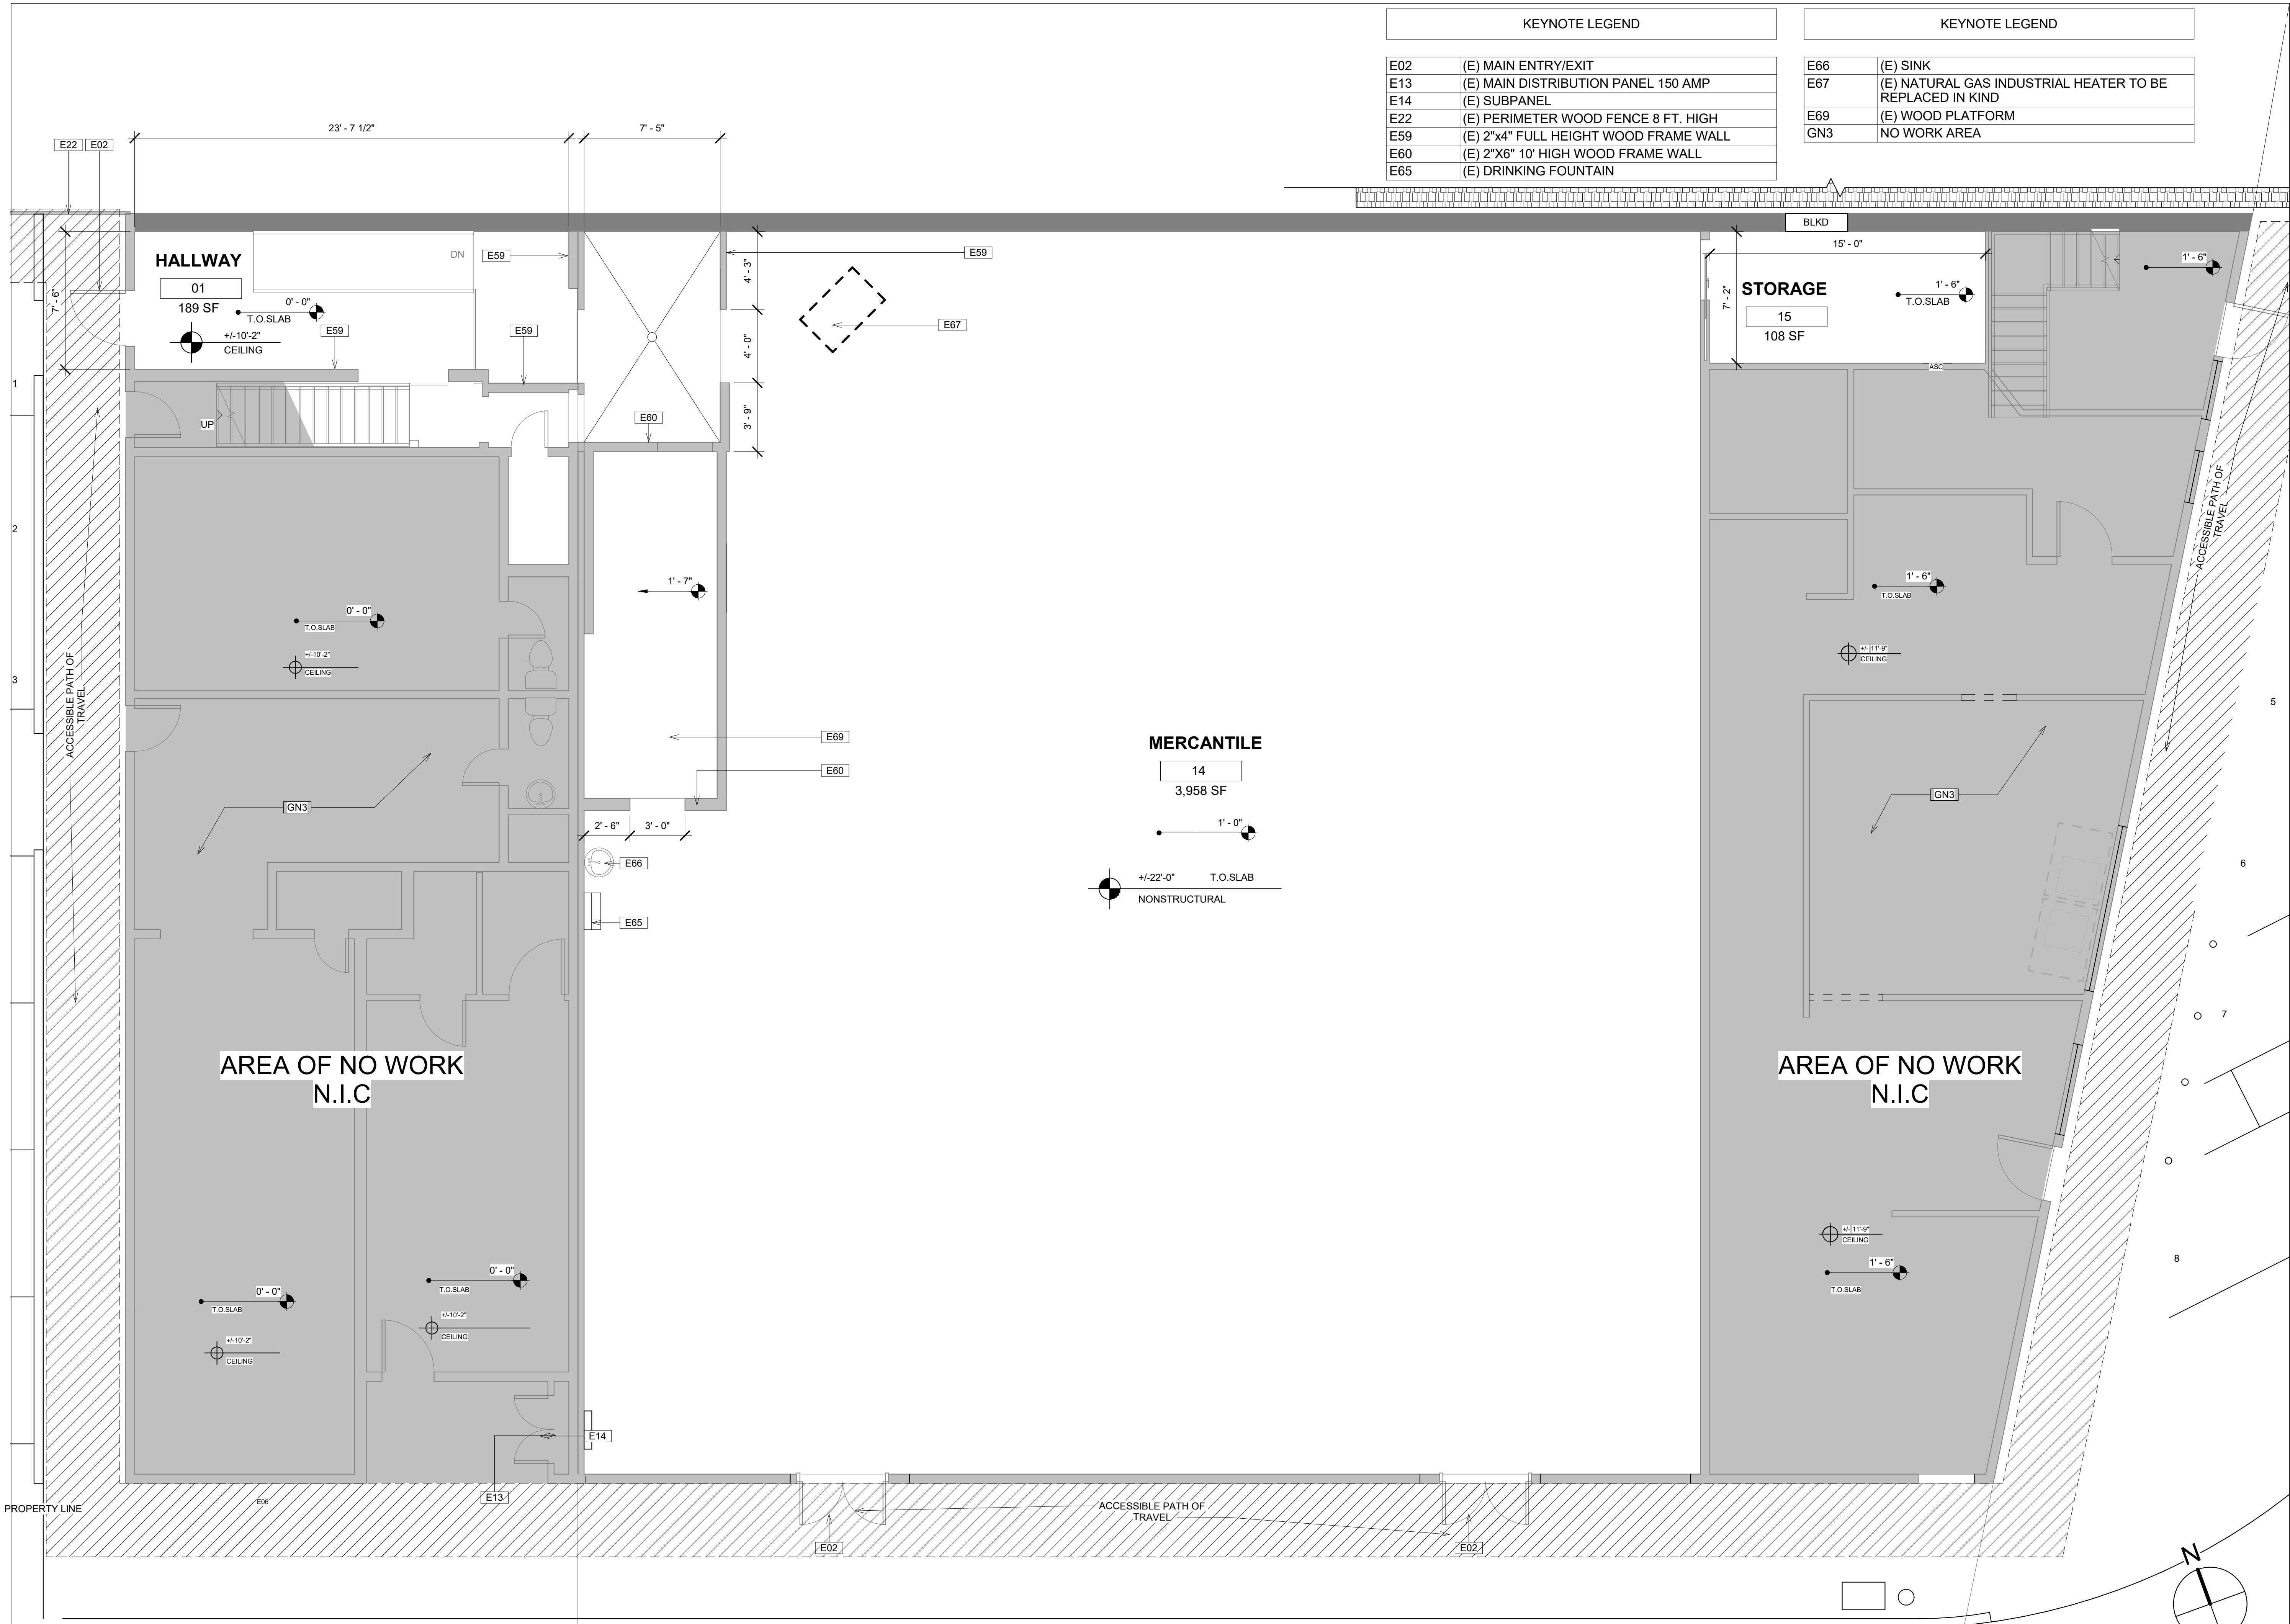 KEYNOTE LEGEND
E02 (E) MAIN ENTRY/EXIT
E13 (E) MAIN DISTRIBUTION PANEL 150 AMP
E14 (E) SUBPANEL
E22 (E) PERIMETER WOOD FENCE 8 FT. HIGH
E59 (E) 2"x4" FULL HEIGHT WOOD FRAME WALL
E60 (E) 2"X6" 10' HIGH WOOD FRAME WALL
E65 (E) DRINKING FOUNTAIN
KEYNOTE LEGEND
E66 (E) SINK
E67 (E) NATURAL GAS INDUSTRIAL HEATER TO BE
REPLACED IN KIND
E69 (E) WOOD PLATFORM
GN3 NO WORK AREA
23' - 7 1/2"
7' - 5"
E22
E02
7' - 6"
HALLWAY
01
189 SF
0' - 0"
T.O.SLAB
+/-10'-2"
CEILING
DN
E59
E59
E59
E59
4' - 3"
4' - 0"
3' - 9"
E67
E60
UP
BLKD
15' - 0"
7' - 2"
STORAGE
15
108 SF
1' - 6"
T.O.SLAB
1' - 6"
ASC
1
2
3
ACCESSIBLE PATH OF
TRAVEL
0' - 0"
T.O.SLAB
+/-10'-2"
CEILING
1' - 7"
E69
E60
GN3
2' - 6"
3' - 0"
E66
E65
MERCANTILE
14
3,958 SF
1' - 0"
+/-22'-0"
T.O.SLAB
NONSTRUCTURAL
1' - 6"
T.O.SLAB
+/- 11'-9"
CEILING
GN3
ACCESSIBLE PATH OF
TRAVEL
5
6
7
8
AREA OF NO WORK
N.I.C
AREA OF NO WORK
N.I.C
0' - 0"
T.O.SLAB
+/-10'-2"
CEILING
0' - 0"
T.O.SLAB
+/-10'-2"
CEILING
+/- 11'-9"
CEILING
1' - 6"
T.O.SLAB
E14
E13
PROPERTY LINE
E06
ACCESSIBLE PATH OF
TRAVEL
E02
E02
N